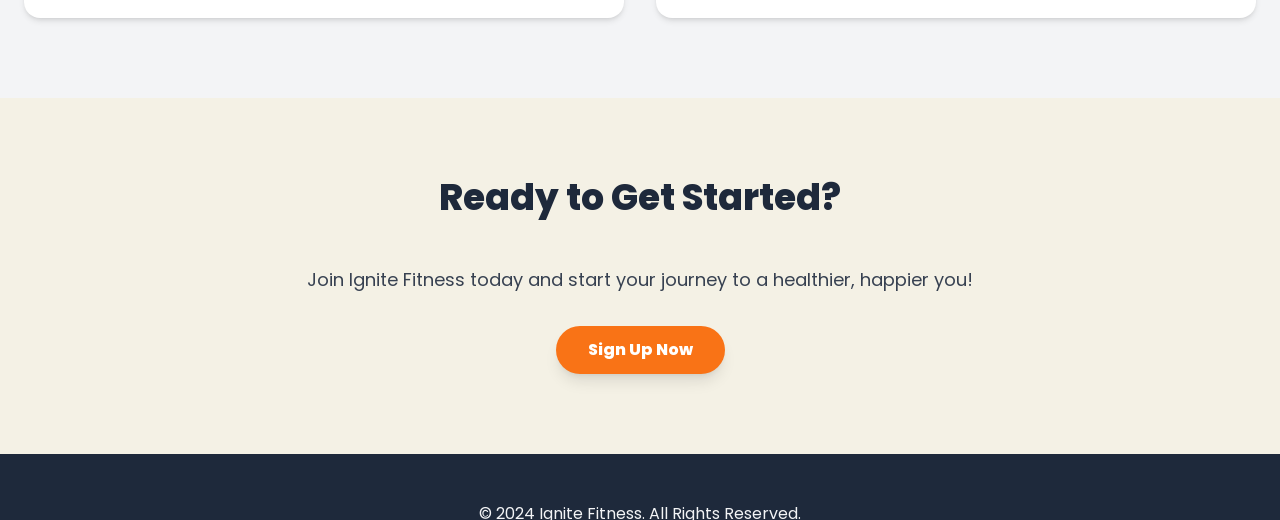 Ready to Get Started?
Join Ignite Fitness today and start your journey to a healthier, happier you!
Sign Up Now
© 2024 Ignite Fitness. All Rights Reserved.